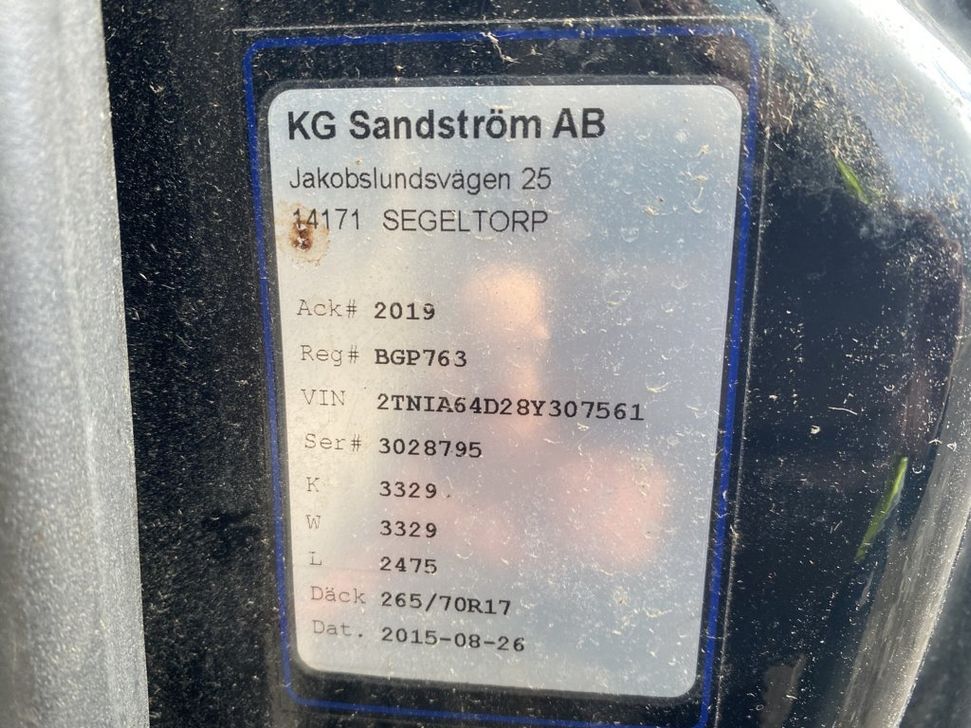 KG Sandström AB
Jakobslundsvägen 25
14171 SEGELTORP
Ack# 2019
Reg# BGP763
VIN 2TNIA64D28Y307561
Ser# 3028795
K 3329
W 3329
L 2475
Däck 265/70R17
Dat. 2015-08-26